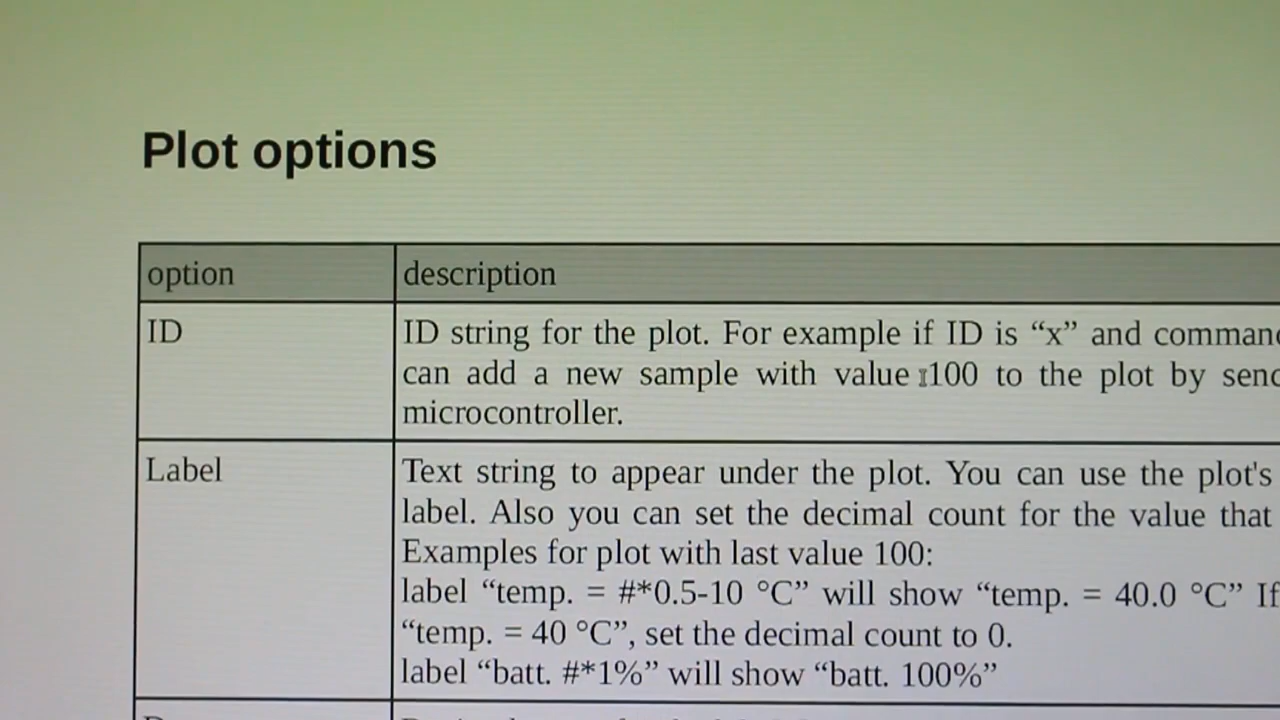 Plot options
option description
ID ID string for the plot. For example if ID is “x” and
can add a new sample with value 100 to the plot by
microcontroller.
Label Text string to appear under the plot. You can use the plot's
label. Also you can set the decimal count for the value that
Examples for plot with last value 100:
label “temp. = #*0.5-10 °C” will show “temp. = 40.0 °C” If
“temp. = 40 °C”, set the decimal count to 0.
label “batt. #*1%” will show “batt. 100%”